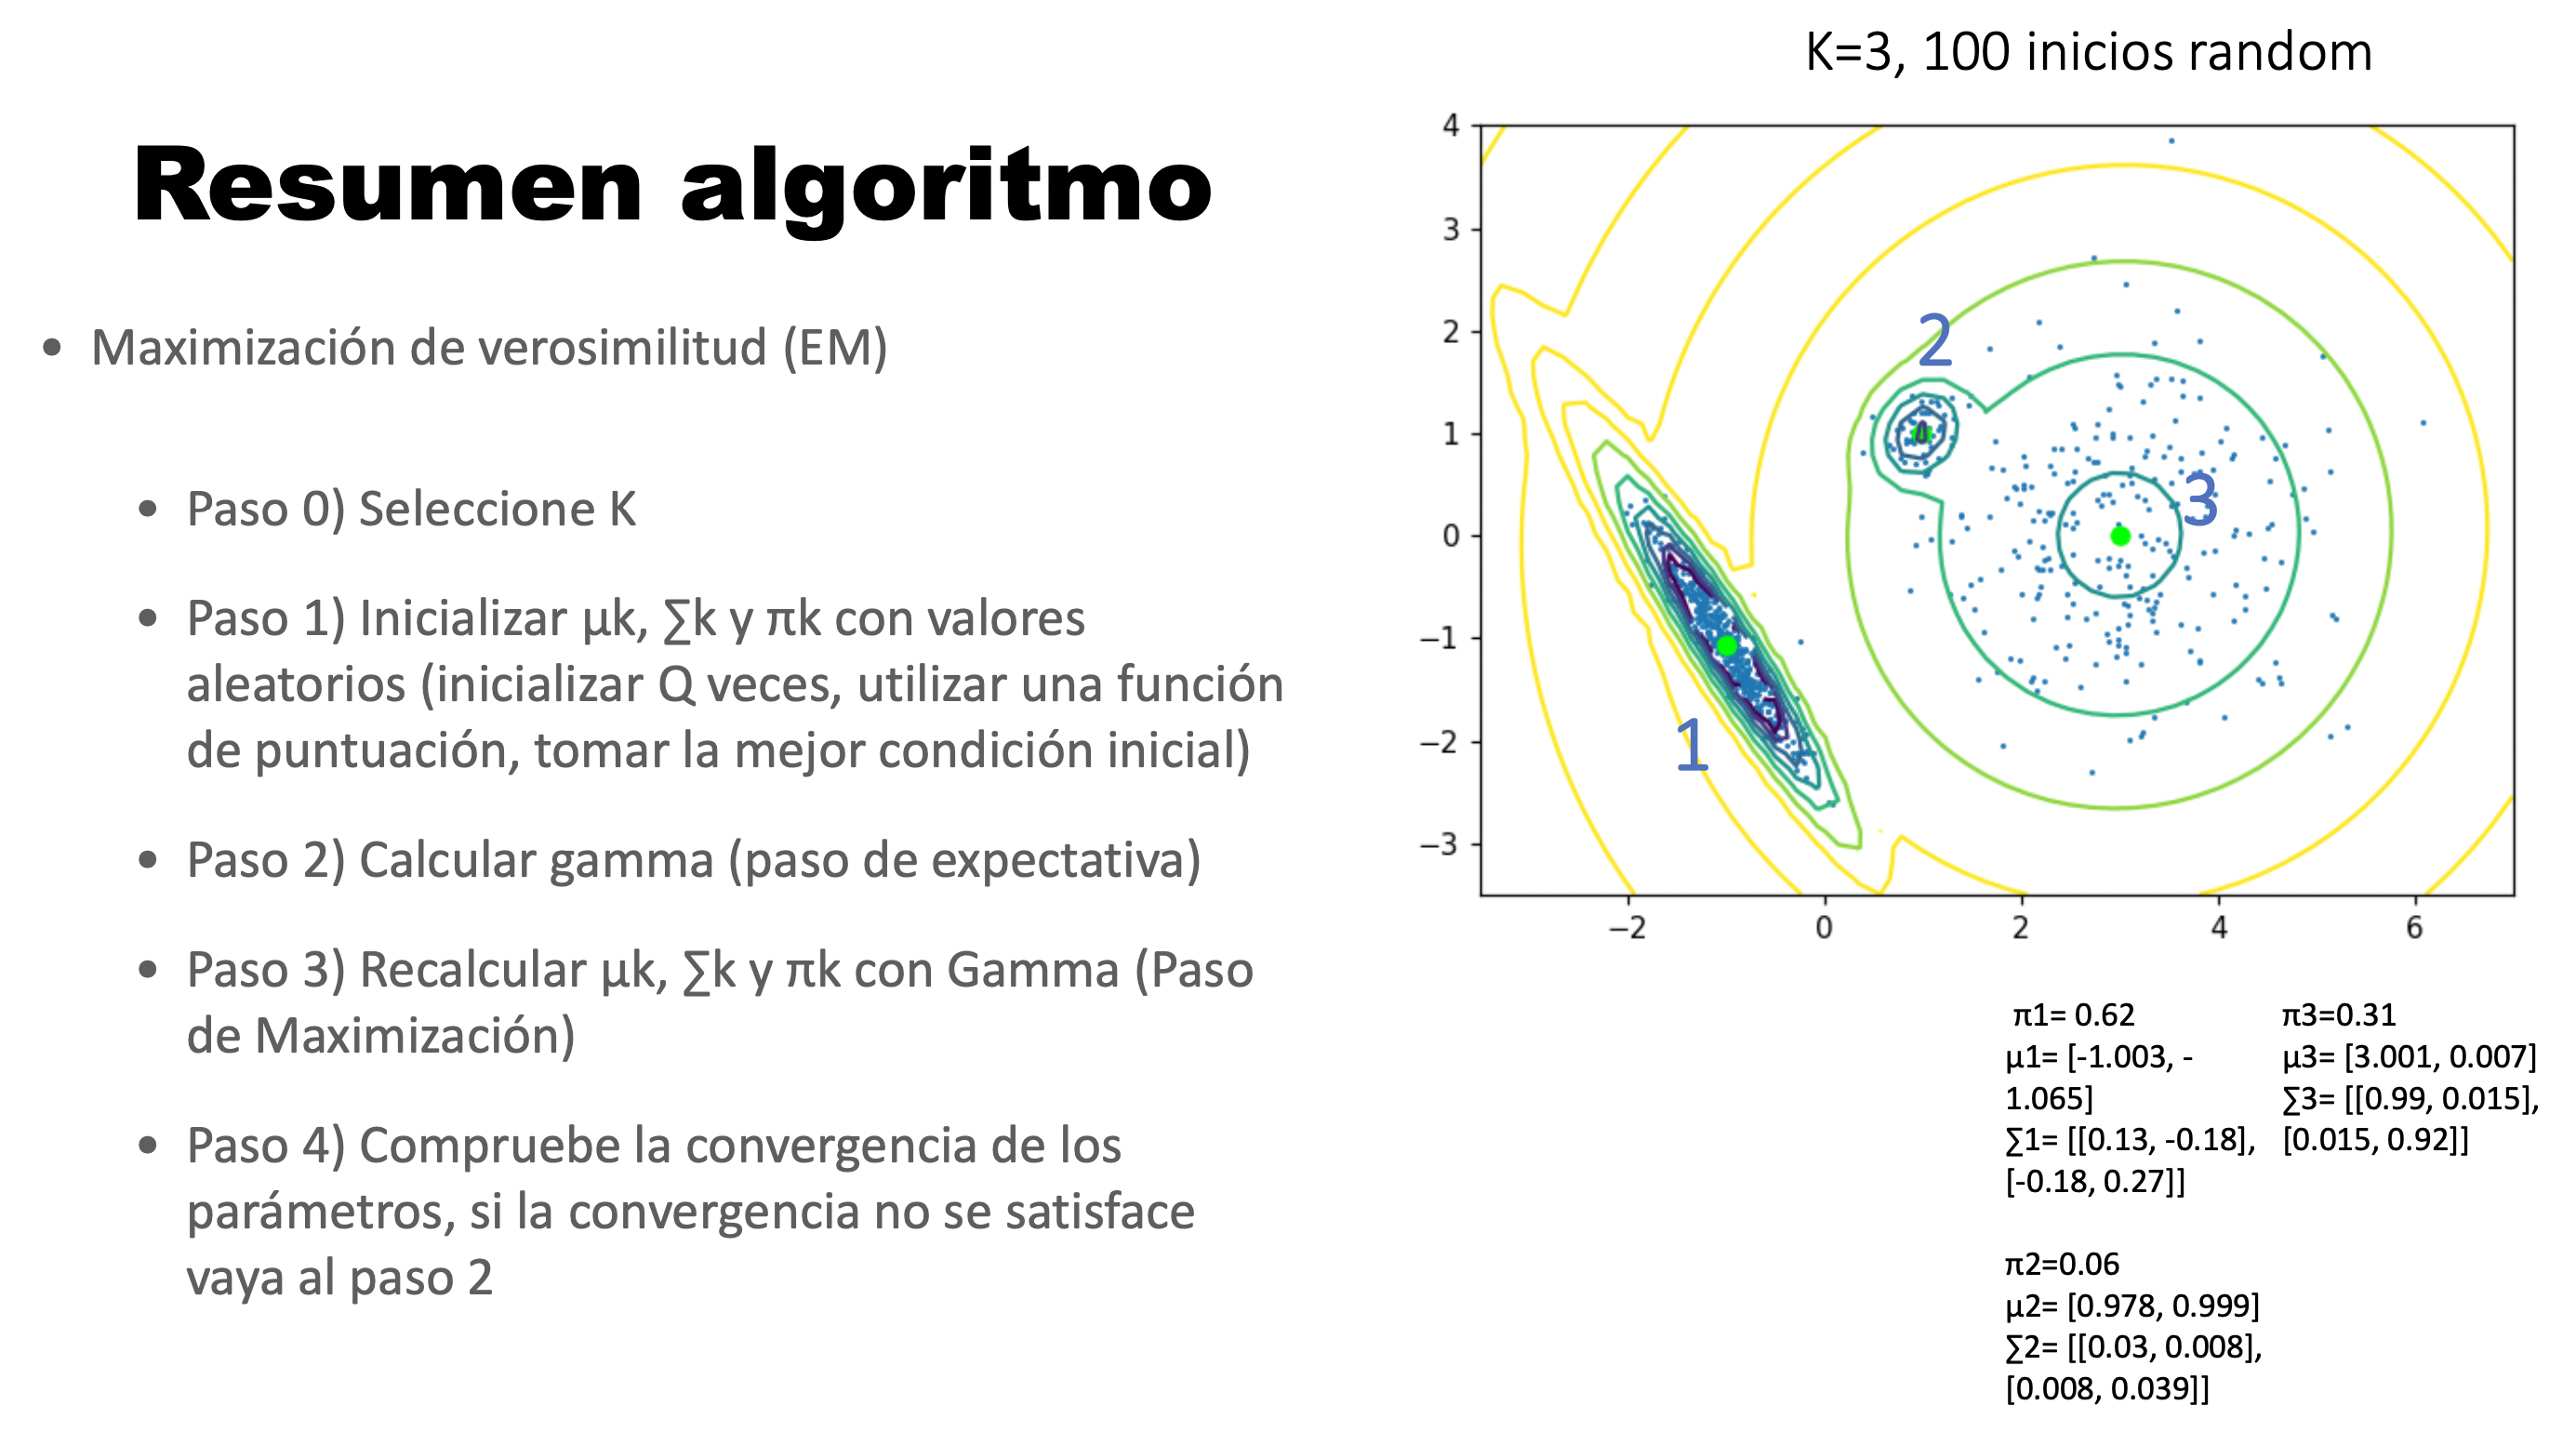 K=3, 100 inicios random
Resumen algoritmo
• Maximización de verosimilitud (EM)
• Paso 0) Seleccione K
• Paso 1) Inicializar μk, ∑k y πk con valores
aleatorios (inicializar Q veces, utilizar una función
de puntuación, tomar la mejor condición inicial)
• Paso 2) Calcular gamma (paso de expectativa)
• Paso 3) Recalcular μk, ∑k y πk con Gamma (Paso
de Maximización)
• Paso 4) Compruebe la convergencia de los
parámetros, si la convergencia no se satisface
vaya al paso 2
4
3
2
1
0
−1
−2
−3
2
3
1
−2 0 2 4 6
π1= 0.62
μ1= [-1.003, -
1.065]
∑1= [[0.13, -0.18],
[-0.18, 0.27]]
π2=0.06
μ2= [0.978, 0.999]
∑2= [[0.03, 0.008],
[0.008, 0.039]]
π3=0.31
μ3= [3.001, 0.007]
∑3= [[0.99, 0.015],
[0.015, 0.92]]